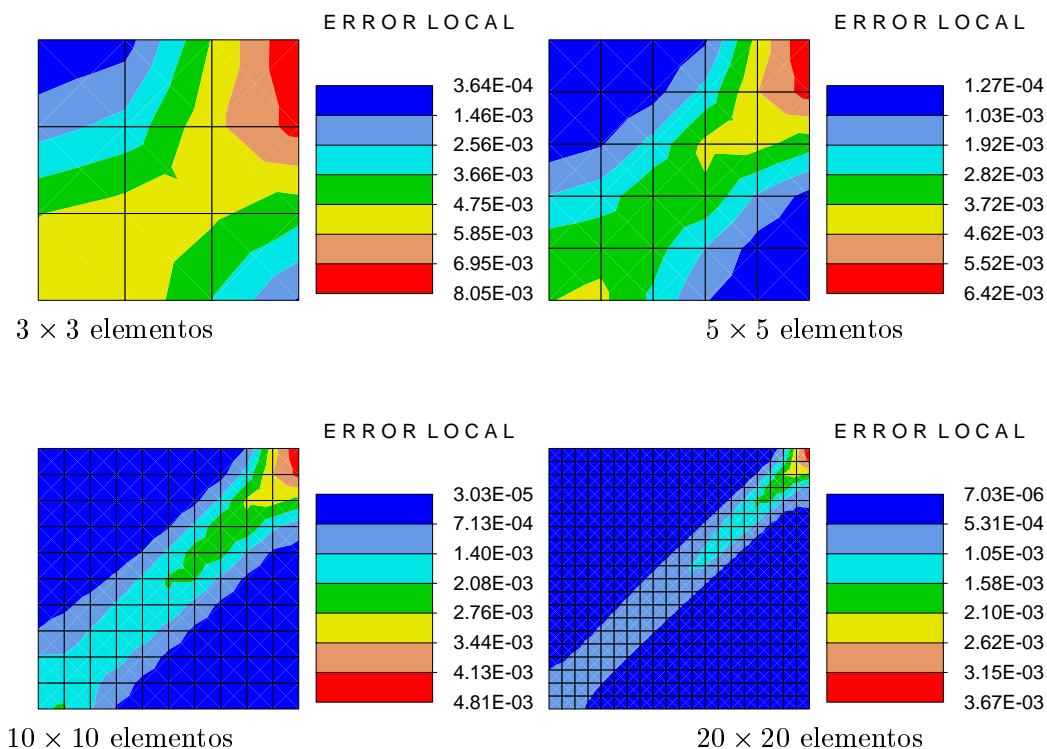 ERROR LOCAL
3.64E-04
1.46E-03
2.56E-03
3.66E-03
4.75E-03
5.85E-03
6.95E-03
8.05E-03
3 × 3 elementos
ERROR LOCAL
1.27E-04
1.03E-03
1.92E-03
2.82E-03
3.72E-03
4.62E-03
5.52E-03
6.42E-03
5 × 5 elementos
ERROR LOCAL
3.03E-05
7.13E-04
1.40E-03
2.08E-03
2.76E-03
3.44E-03
4.13E-03
4.81E-03
10 × 10 elementos
ERROR LOCAL
7.03E-06
5.31E-04
1.05E-03
1.58E-03
2.10E-03
2.62E-03
3.15E-03
3.67E-03
20 × 20 elementos